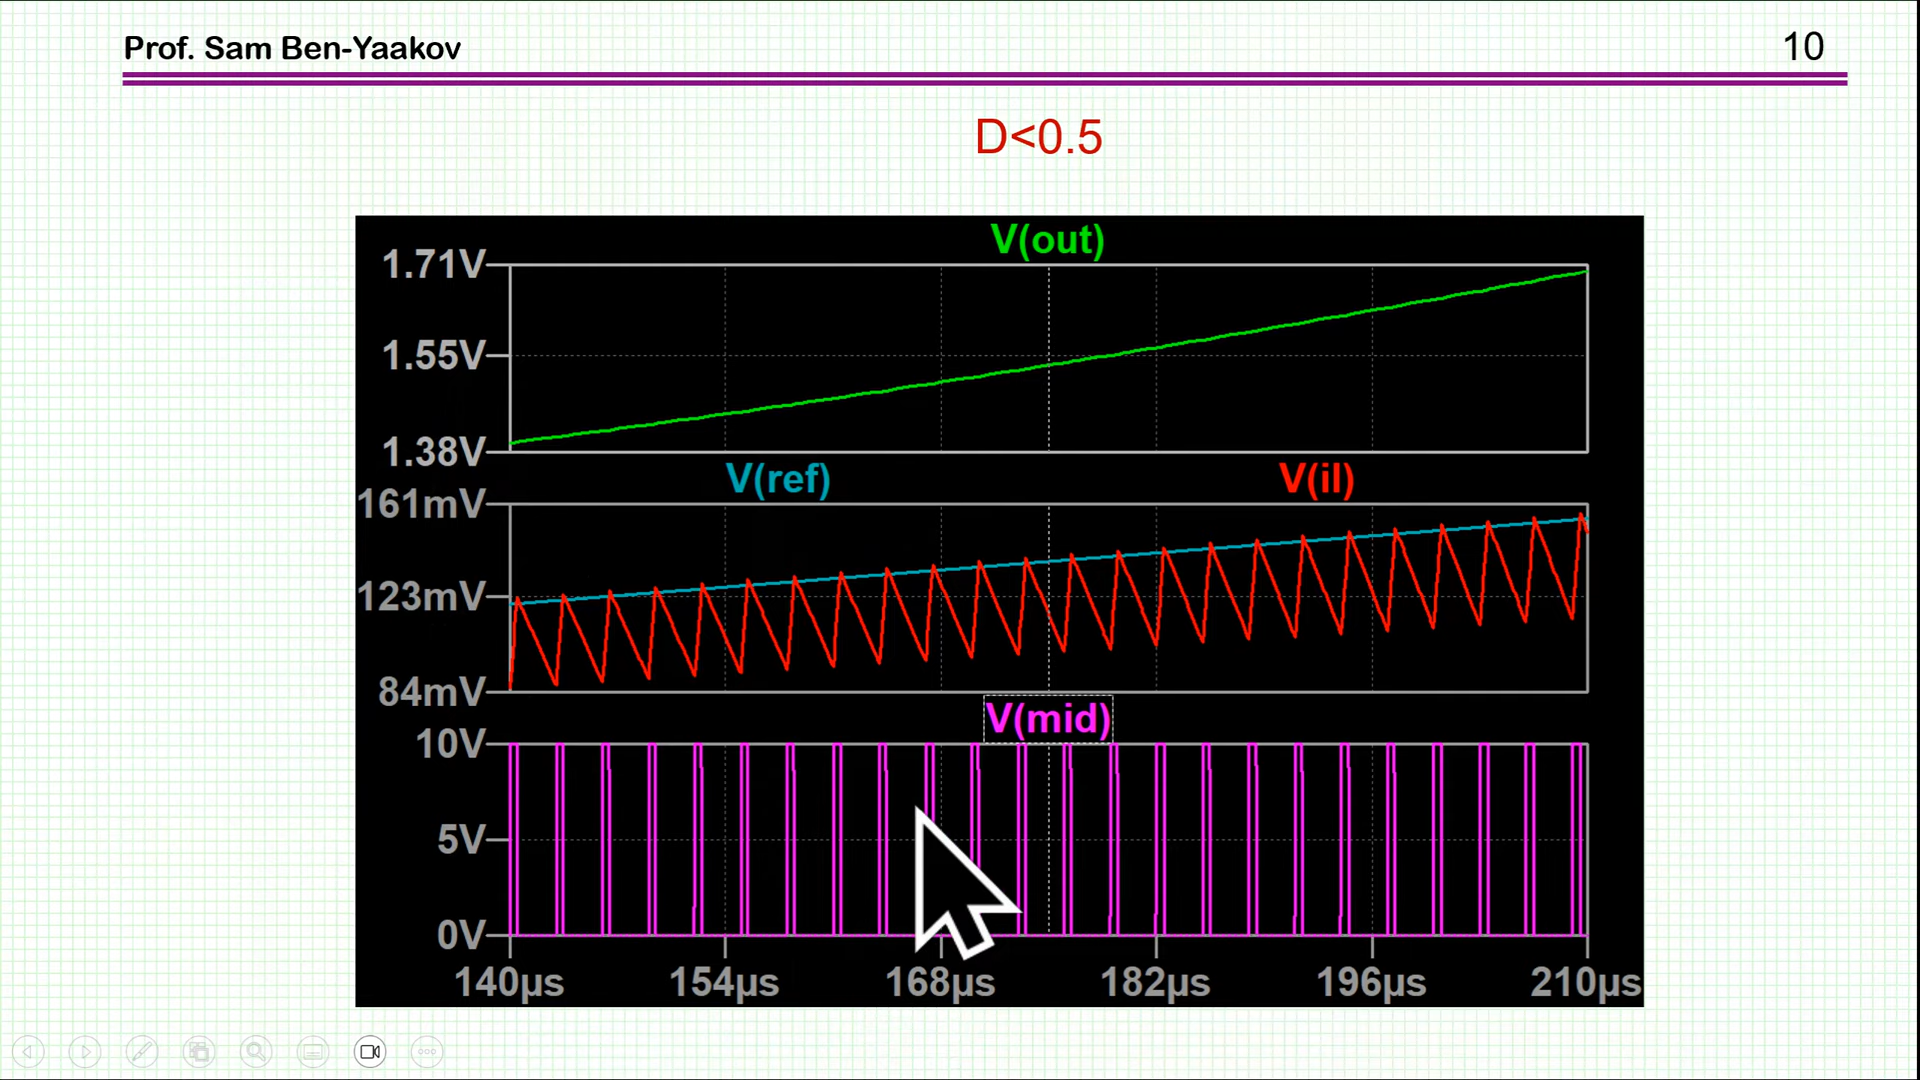 Prof. Sam Ben-Yaakov 10
D<0.5
V(out)
1.71V
1.55V
1.38V
V(ref) V(il)
161mV
123mV
84mV
V(mid)
10V
5V
0V
140µs 154µs 168µs 182µs 196µs 210µs